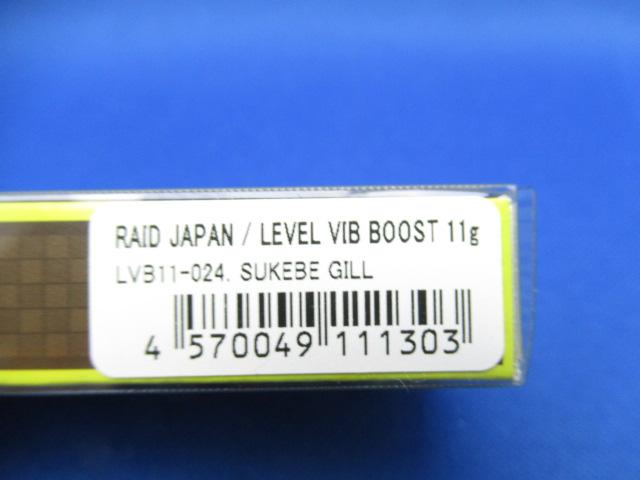 RAID JAPAN / LEVEL VIB BOOST 11g
LVB11-024. SUKEBE GILL
4 570049 111303